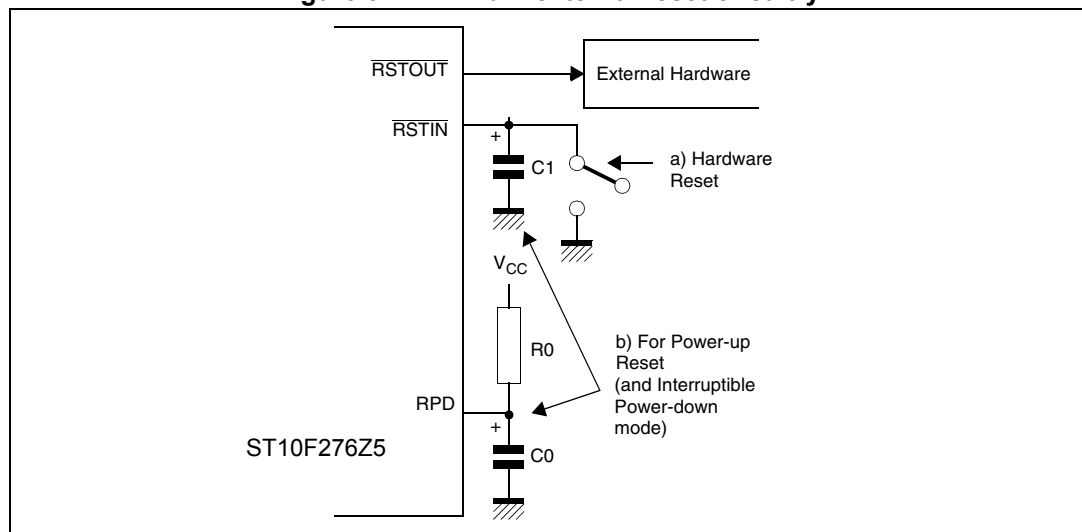 RSTOUT
External Hardware
RSTIN
+
C1
a) Hardware
Reset
VCC
R0
b) For Power-up
Reset
(and Interruptible
Power-down
mode)
RPD
+
C0
ST10F276Z5